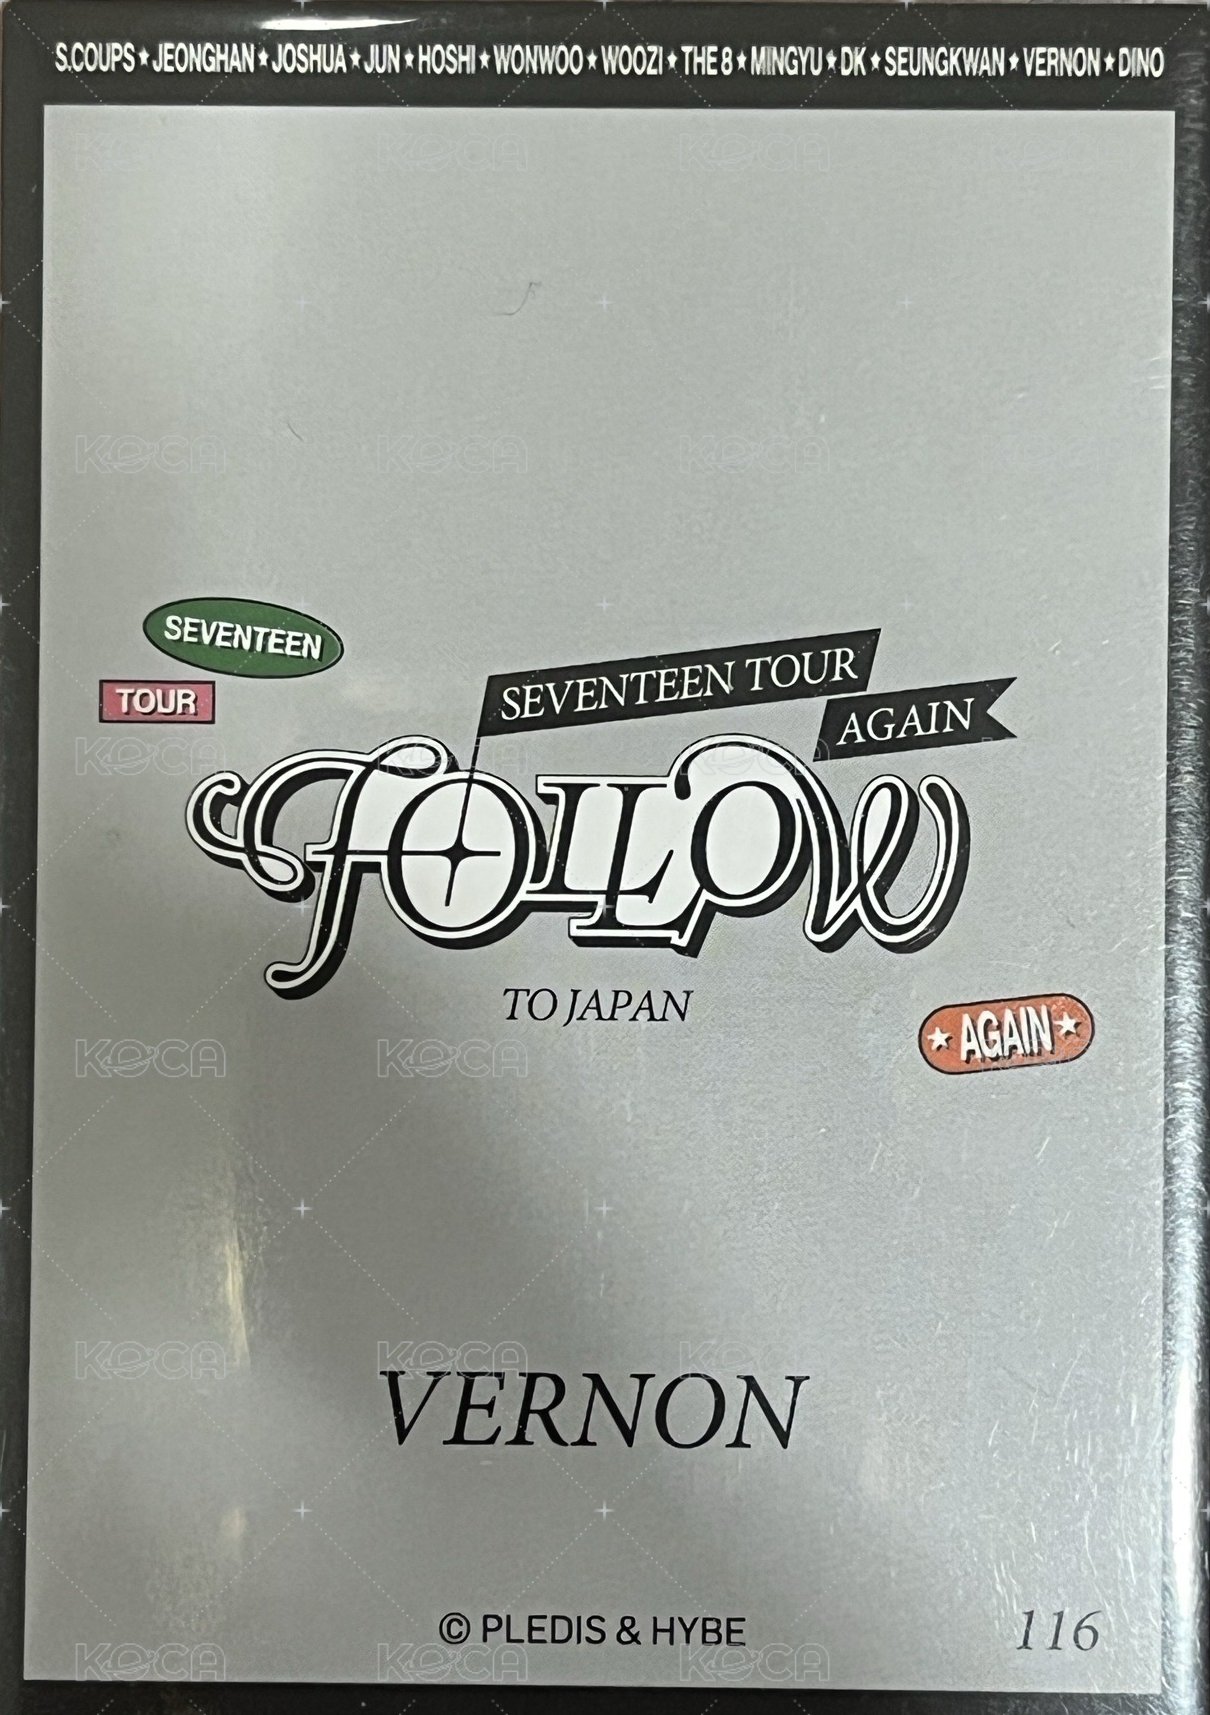 S.COUPS★JEONGHAN★JOSHUA★JUN★HOSHI★WONWOO★WOOZI★THE 8★MINGYU★DK★SEUNGKWAN★VERNON★DINO
SEVENTEEN
TOUR
SEVENTEEN TOUR
AGAIN
FOLLOW
TO JAPAN
★ AGAIN ★
VERNON
© PLEDIS & HYBE
116
KOCA